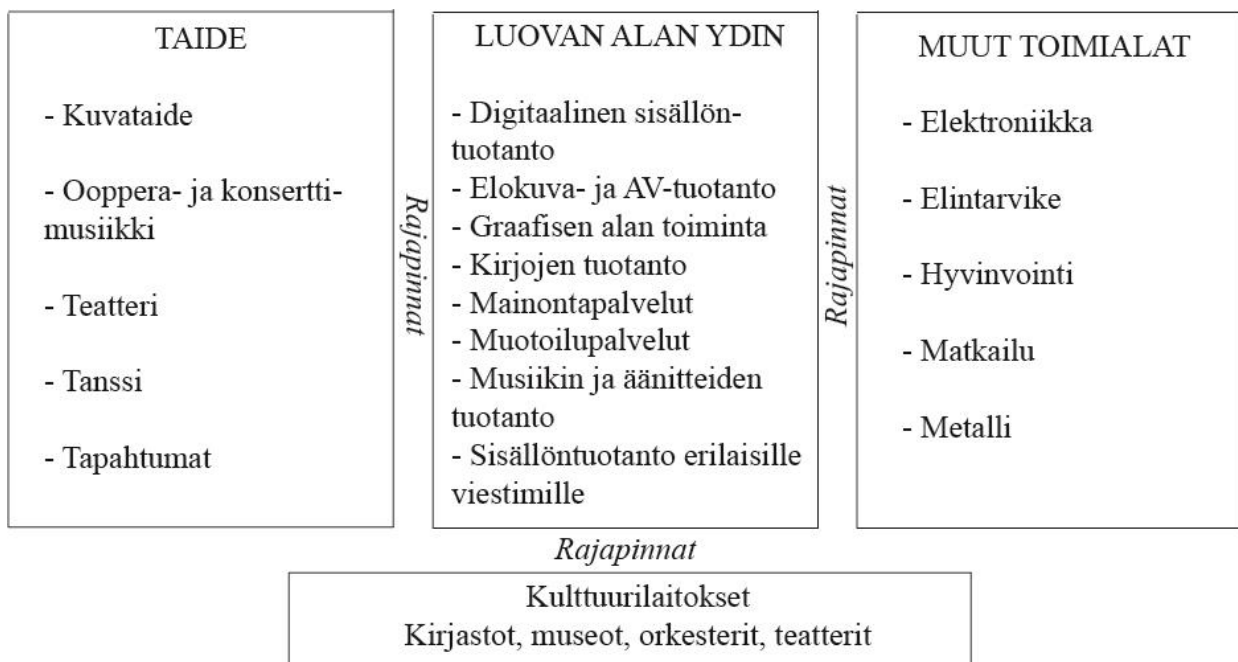 TAIDE
- Kuvataide
- Ooppera- ja konsertti-
musiikki
- Teatteri
- Tanssi
- Tapahtumat
Rajapinnat
LUOVAN ALAN YDIN
- Digitaalinen sisällön-
tuotanto
- Elokuva- ja AV-tuotanto
- Graafisen alan toiminta
- Kirjojen tuotanto
- Mainontapalvelut
- Muotoilupalvelut
- Musiikin ja äänitteiden
tuotanto
- Sisällöntuotanto erilaisille
viestimille
Rajapinnat
MUUT TOIMIALAT
- Elektroniikka
- Elintarvike
- Hyvinvointi
- Matkailu
- Metalli
Rajapinnat
Kulttuurilaitokset
Kirjastot, museot, orkesterit, teatterit